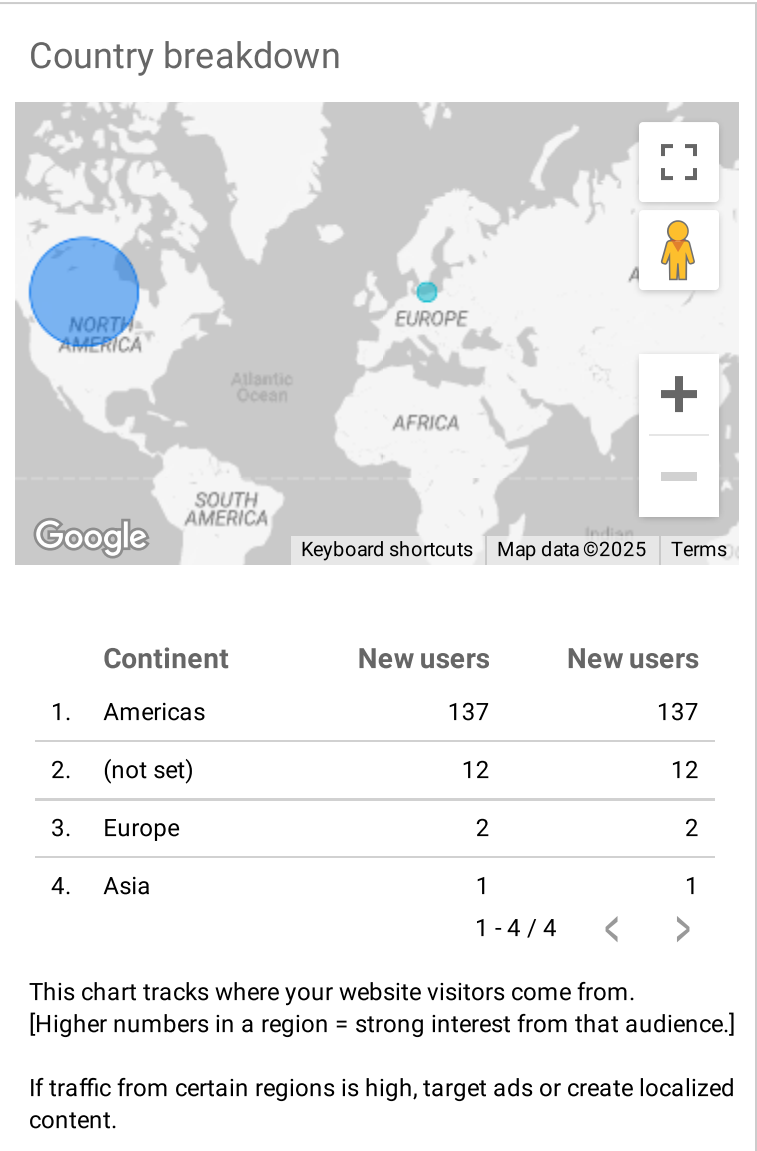 Country breakdown
NORTH
AMERICA
EUROPE
Atlantic
Ocean
AFRICA
SOUTH
AMERICA
Indian
Google
Keyboard shortcuts
Map data ©2025
Terms
Continent New users New users
1. Americas 137 137
2. (not set) 12 12
3. Europe 2 2
4. Asia 1 1
1 - 4 / 4
This chart tracks where your website visitors come from.
[Higher numbers in a region = strong interest from that audience.]
If traffic from certain regions is high, target ads or create localized
content.